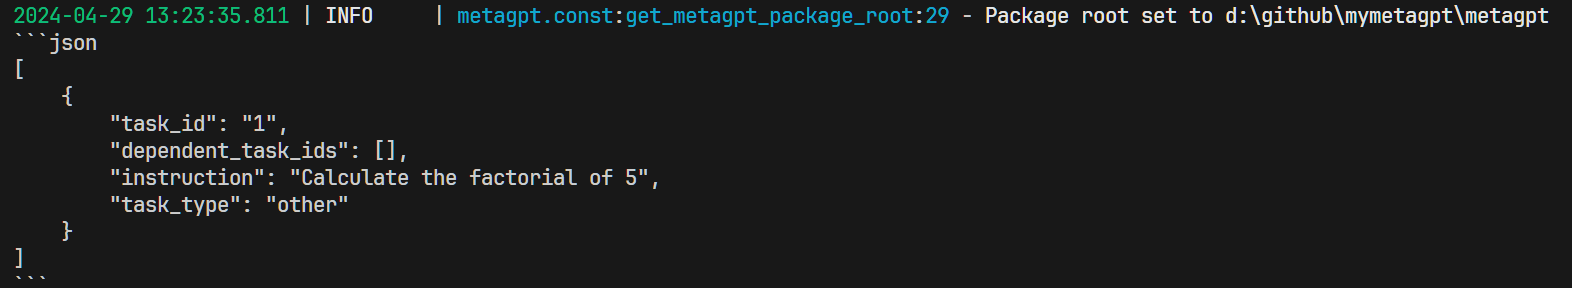 2024-04-29 13:23:35.811 | INFO     | metagpt.const:get_metagpt_package_root:29 - Package root set to d:\github\mymetagpt\metagpt
```json
[
    {
        "task_id": "1",
        "dependent_task_ids": [],
        "instruction": "Calculate the factorial of 5",
        "task_type": "other"
    }
]
```